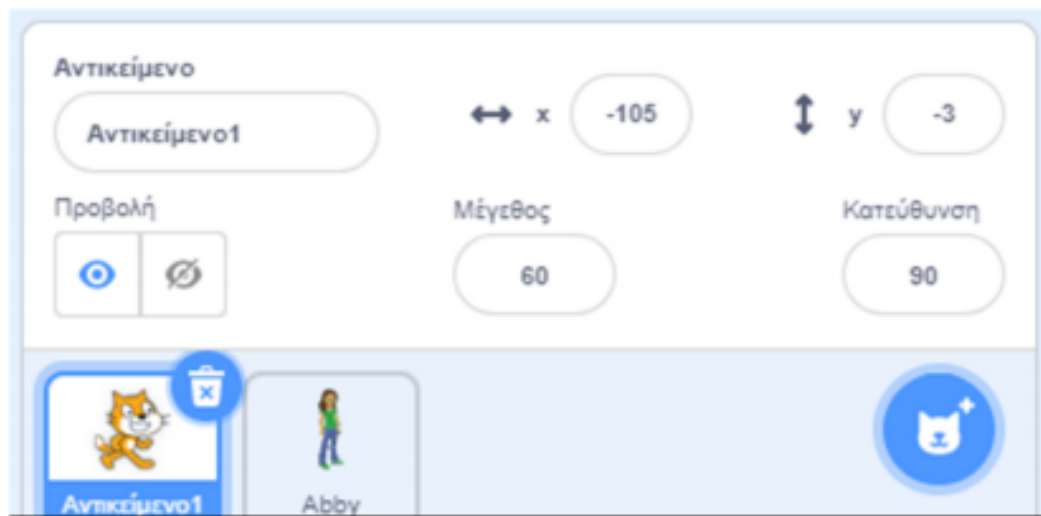 Αντικείμενο
Αντικείμενο1 x -105 y -3
Προβολή Μέγεθος Κατεύθυνση
60 90
Αντικείμενο1 Abby